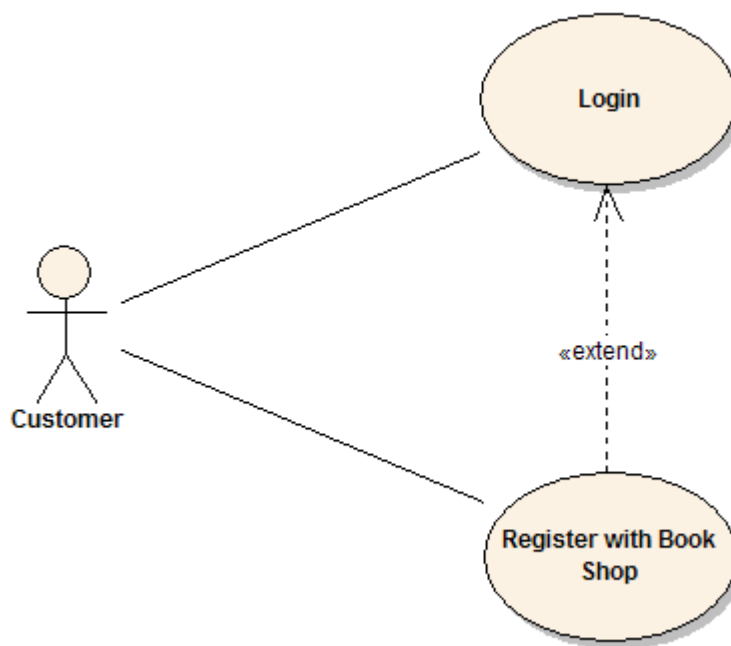 Login
«extend»
Customer
Register with Book
Shop